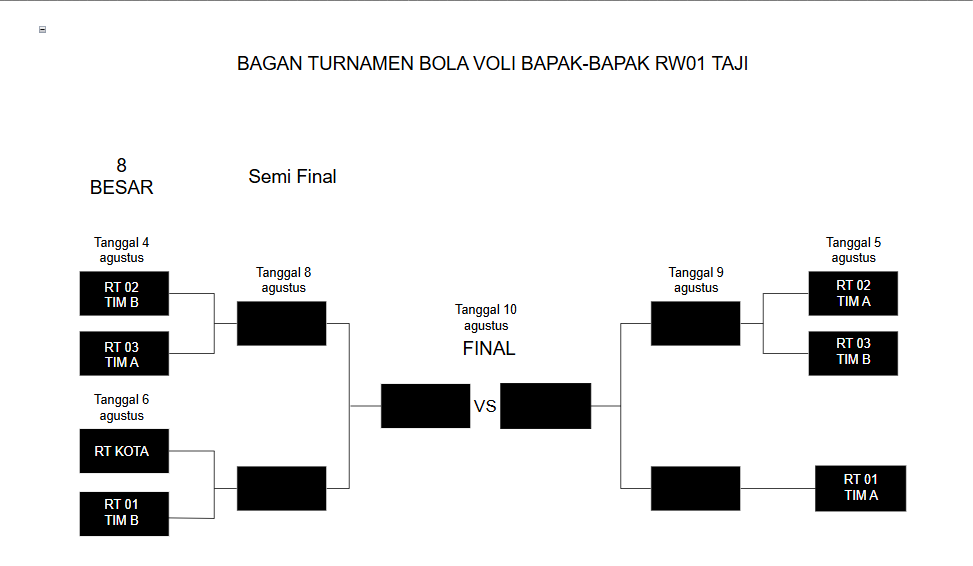 BAGAN TURNAMEN BOLA VOLI BAPAK-BAPAK RW01 TAJI
8
BESAR
Semi Final
Tanggal 4
agustus
RT 02
TIM B
RT 03
TIM A
Tanggal 6
agustus
RT KOTA
RT 01
TIM B
Tanggal 8
agustus
Tanggal 10
agustus
FINAL
VS
Tanggal 9
agustus
Tanggal 5
agustus
RT 02
TIM A
RT 03
TIM B
RT 01
TIM A